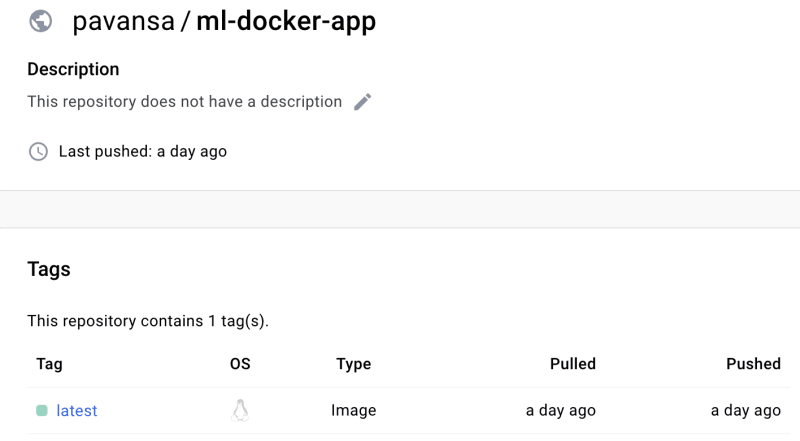 pavansa / ml-docker-app
Description
This repository does not have a description
Last pushed: a day ago
Tags
This repository contains 1 tag(s).
Tag OS Type Pulled Pushed
latest Image a day ago a day ago